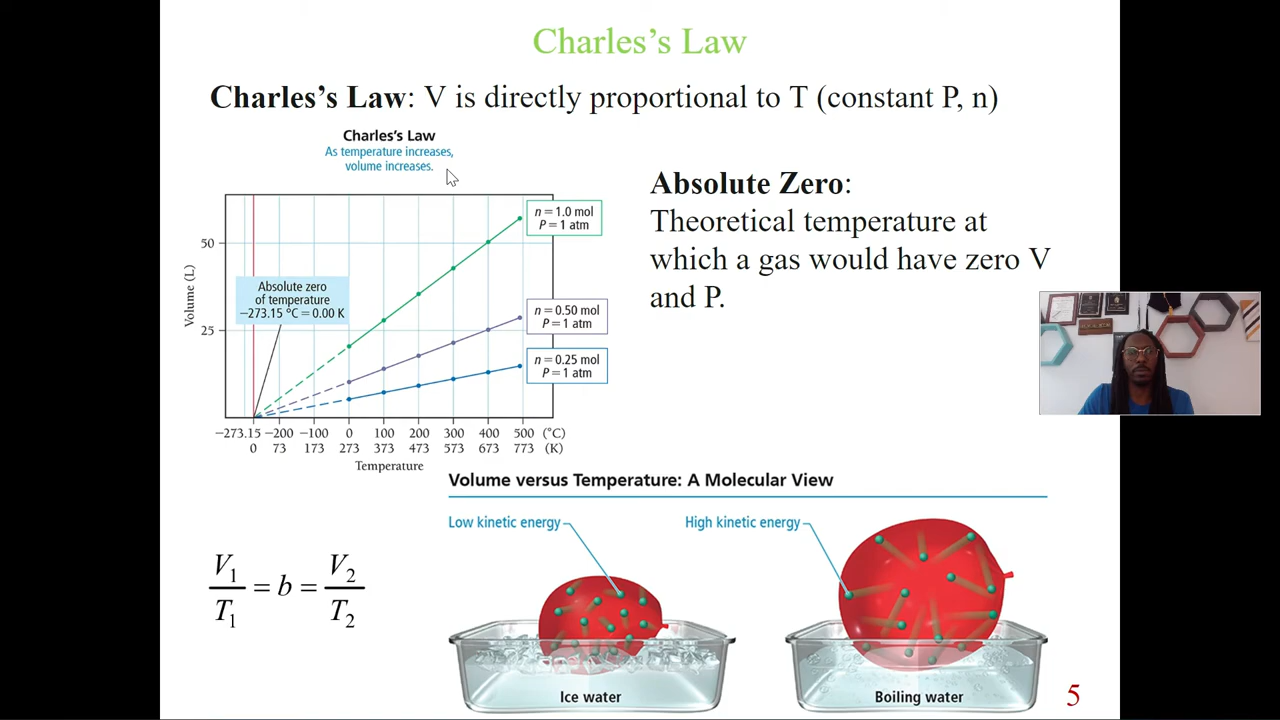 Charles's Law
Charles's Law: V is directly proportional to T (constant P, n)
Charles's Law
As temperature increases,
volume increases.
n = 1.0 mol
P = 1 atm
50
Absolute zero
of temperature
−273.15 °C = 0.00 K
n = 0.50 mol
P = 1 atm
25
n = 0.25 mol
P = 1 atm
Volume (L)
−273.15 −200 −100 0 100 200 300 400 500 (°C)
0 73 173 273 373 473 573 673 773 (K)
Temperature
Absolute Zero:
Theoretical temperature at
which a gas would have zero V
and P.
Volume versus Temperature: A Molecular View
Low kinetic energy
High kinetic energy
V₁/T₁ = b = V₂/T₂
Ice water
Boiling water
5